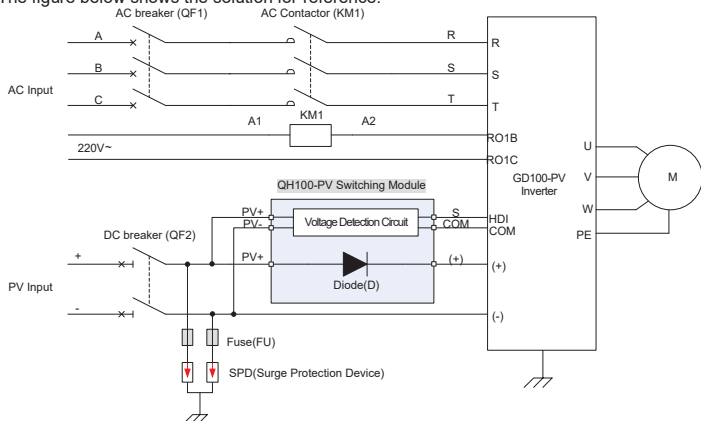 The figure below shows the solution for reference.
AC breaker (QF1) AC Contactor (KM1)
A R R
B S S
AC Input
C T T
A1 KM1 A2
RO1B
220V~
RO1C
GD100-PV
Inverter
U
V
W
PE
M
QH100-PV Switching Module
PV+ Voltage Detection Circuit S HDI
PV- COM COM
DC breaker (QF2)
+ PV+ (+) (+)
Diode(D)
PV Input
- (-)
Fuse(FU)
SPD(Surge Protection Device)